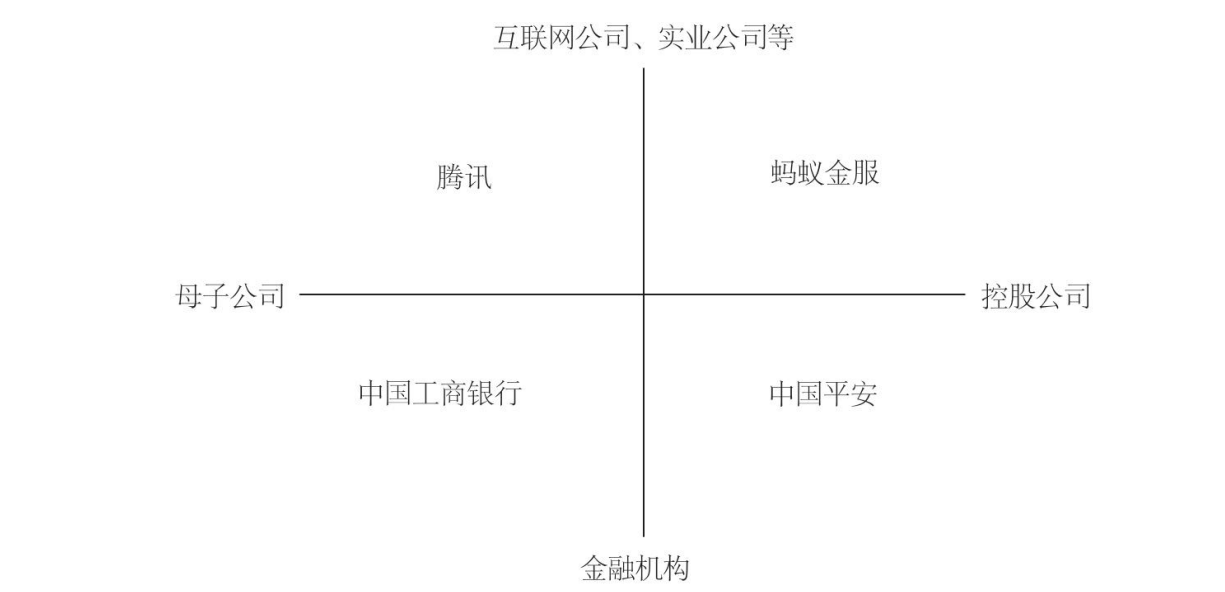 互联网公司、实业公司等
腾讯
蚂蚁金服
母子公司
控股公司
中国工商银行
中国平安
金融机构